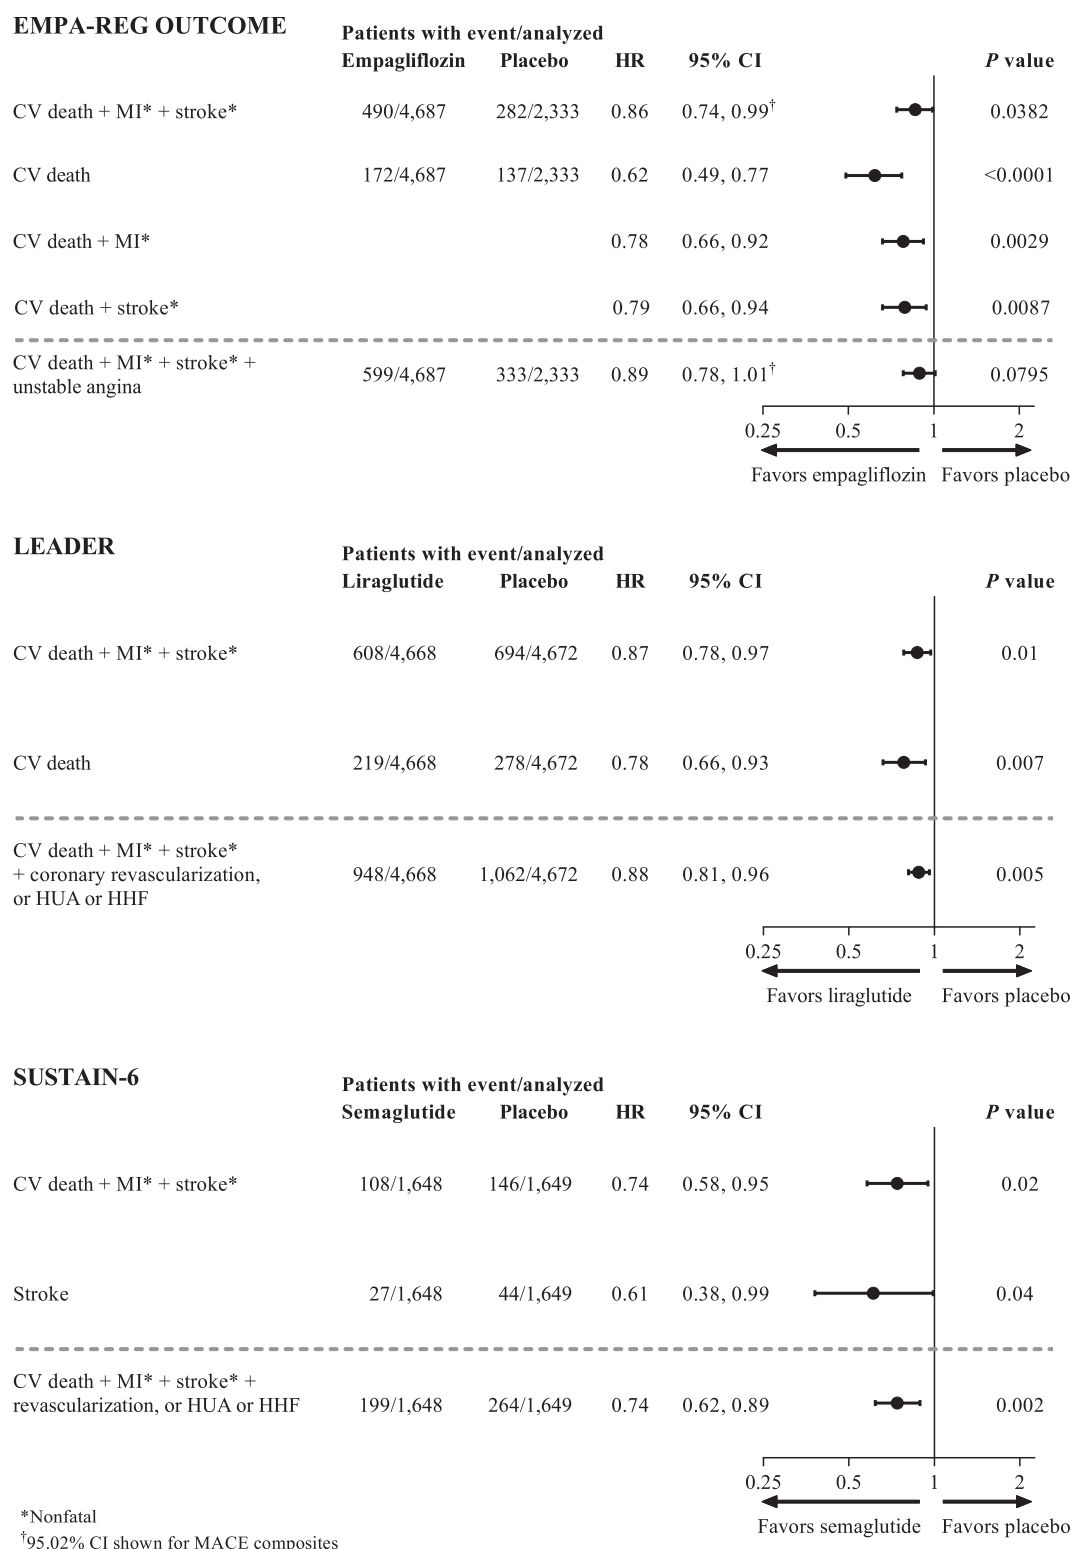 EMPA-REG OUTCOME
Patients with event/analyzed
Empagliflozin Placebo HR 95% CI P value
CV death + MI* + stroke* 490/4,687 282/2,333 0.86 0.74, 0.99† 0.0382
CV death 172/4,687 137/2,333 0.62 0.49, 0.77 <0.0001
CV death + MI* 0.78 0.66, 0.92 0.0029
CV death + stroke* 0.79 0.66, 0.94 0.0087
CV death + MI* + stroke* +
unstable angina 599/4,687 333/2,333 0.89 0.78, 1.01† 0.0795
0.25 0.5 1 2
Favors empagliflozin Favors placebo
LEADER
Patients with event/analyzed
Liraglutide Placebo HR 95% CI P value
CV death + MI* + stroke* 608/4,668 694/4,672 0.87 0.78, 0.97 0.01
CV death 219/4,668 278/4,672 0.78 0.66, 0.93 0.007
CV death + MI* + stroke*
+ coronary revascularization, 948/4,668 1,062/4,672 0.88 0.81, 0.96 0.005
or HUA or HHF
0.25 0.5 1 2
Favors liraglutide Favors placebo
SUSTAIN-6
Patients with event/analyzed
Semaglutide Placebo HR 95% CI P value
CV death + MI* + stroke* 108/1,648 146/1,649 0.74 0.58, 0.95 0.02
Stroke 27/1,648 44/1,649 0.61 0.38, 0.99 0.04
CV death + MI* + stroke* +
revascularization, or HUA or HHF 199/1,648 264/1,649 0.74 0.62, 0.89 0.002
0.25 0.5 1 2
Favors semaglutide Favors placebo
*Nonfatal
†95.02% CI shown for MACE composites